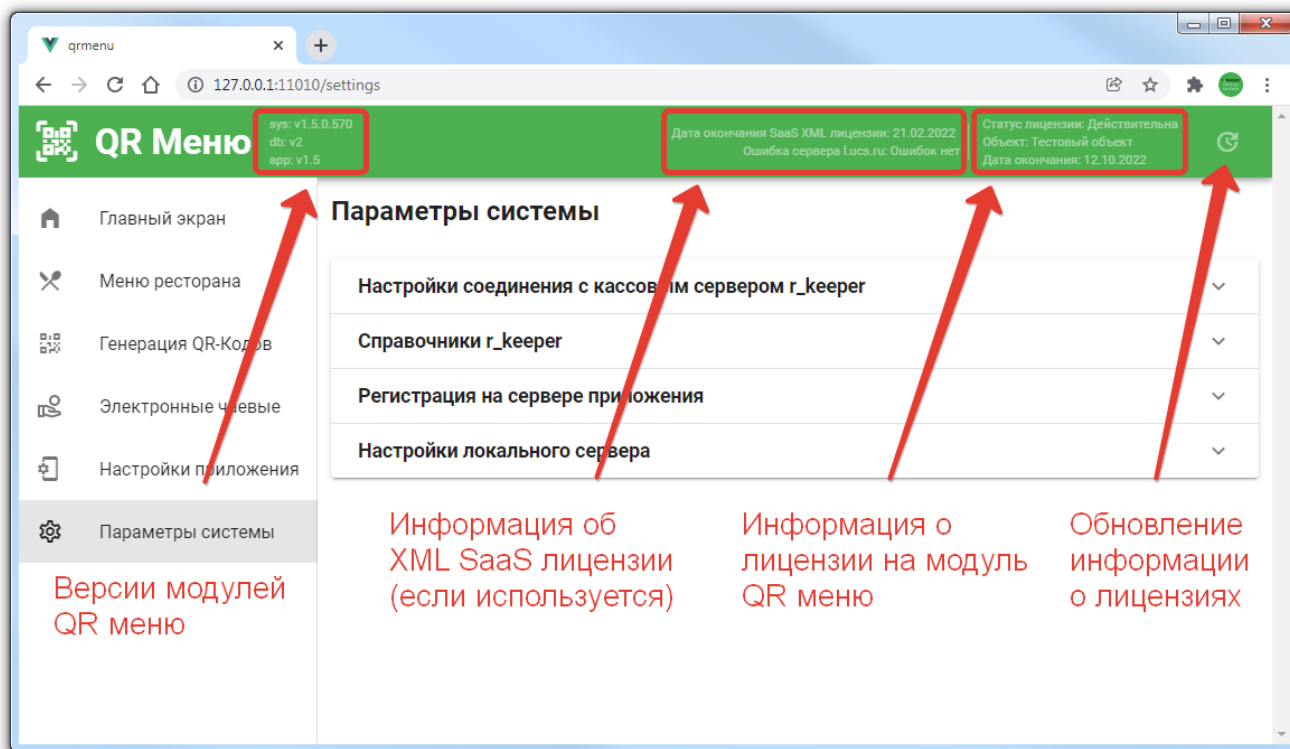 qrmenu
127.0.0.1:11010/settings
QR Меню
sys: v1.5.0.570
db: v2
app: v1.5
Дата окончания SaaS XML лицензии: 21.02.2022
Ошибка сервера l.ucs.ru: Ошибок нет
Статус лицензии: Действительна
Объект: Тестовый объект
Дата окончания: 12.10.2022
Главный экран
Меню ресторана
Генерация QR-Кодов
Электронные чаевые
Настройки приложения
Параметры системы
Параметры системы
Настройки соединения с кассовым сервером r_keeper
Справочники r_keeper
Регистрация на сервере приложения
Настройки локального сервера
Версии модулей
QR меню
Информация об
XML SaaS лицензии
(если используется)
Информация о
лицензии на модуль
QR меню
Обновление
информации
о лицензиях